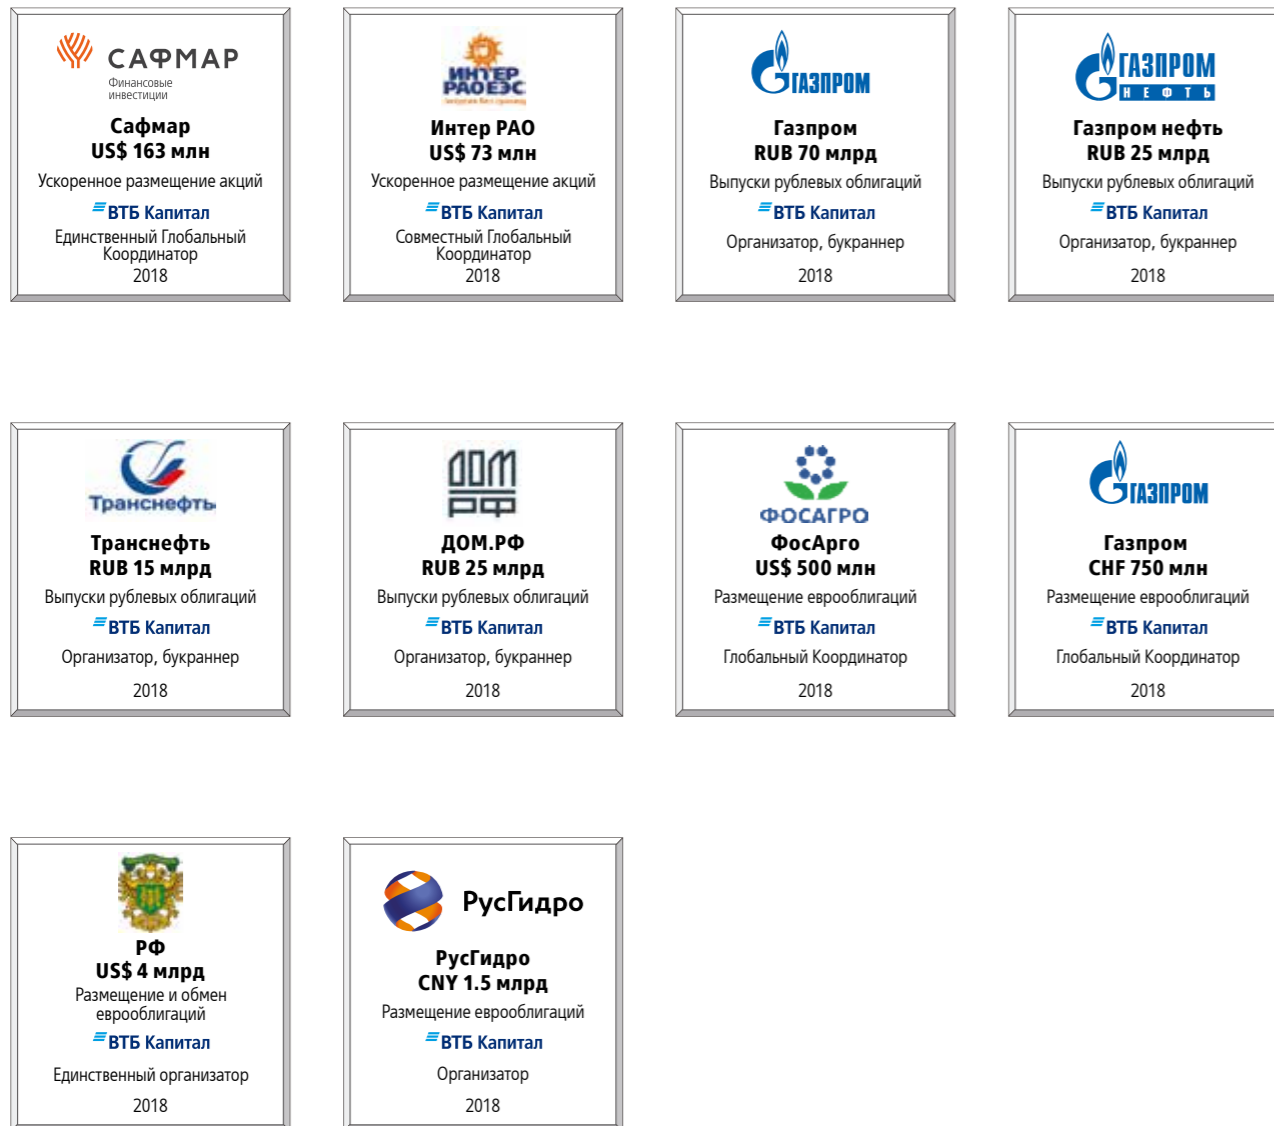 САФМАР
Финансовые
инвестиции
Сафмар
US$ 163 млн
Ускоренное размещение акций
ВТБ Капитал
Единственный Глобальный
Координатор
2018
ИНТЕР
РАО ЕЭС
Интер РАО
US$ 73 млн
Ускоренное размещение акций
ВТБ Капитал
Совместный Глобальный
Координатор
2018
ГАЗПРОМ
Газпром
RUB 70 млрд
Выпуски рублевых облигаций
ВТБ Капитал
Организатор, букраннер
2018
ГАЗПРОМ
НЕФТЬ
Газпром нефть
RUB 25 млрд
Выпуски рублевых облигаций
ВТБ Капитал
Организатор, букраннер
2018
Транснефть
Транснефть
RUB 15 млрд
Выпуски рублевых облигаций
ВТБ Капитал
Организатор, букраннер
2018
ДОМ
РФ
ДОМ.РФ
RUB 25 млрд
Выпуски рублевых облигаций
ВТБ Капитал
Организатор, букраннер
2018
ФОСАГРО
ФосАрго
US$ 500 млн
Размещение еврооблигаций
ВТБ Капитал
Глобальный Координатор
2018
ГАЗПРОМ
Газпром
CHF 750 млн
Размещение еврооблигаций
ВТБ Капитал
Глобальный Координатор
2018
РФ
US$ 4 млрд
Размещение и обмен
еврооблигаций
ВТБ Капитал
Единственный организатор
2018
РусГидро
РусГидро
CNY 1.5 млрд
Размещение еврооблигаций
ВТБ Капитал
Организатор
2018